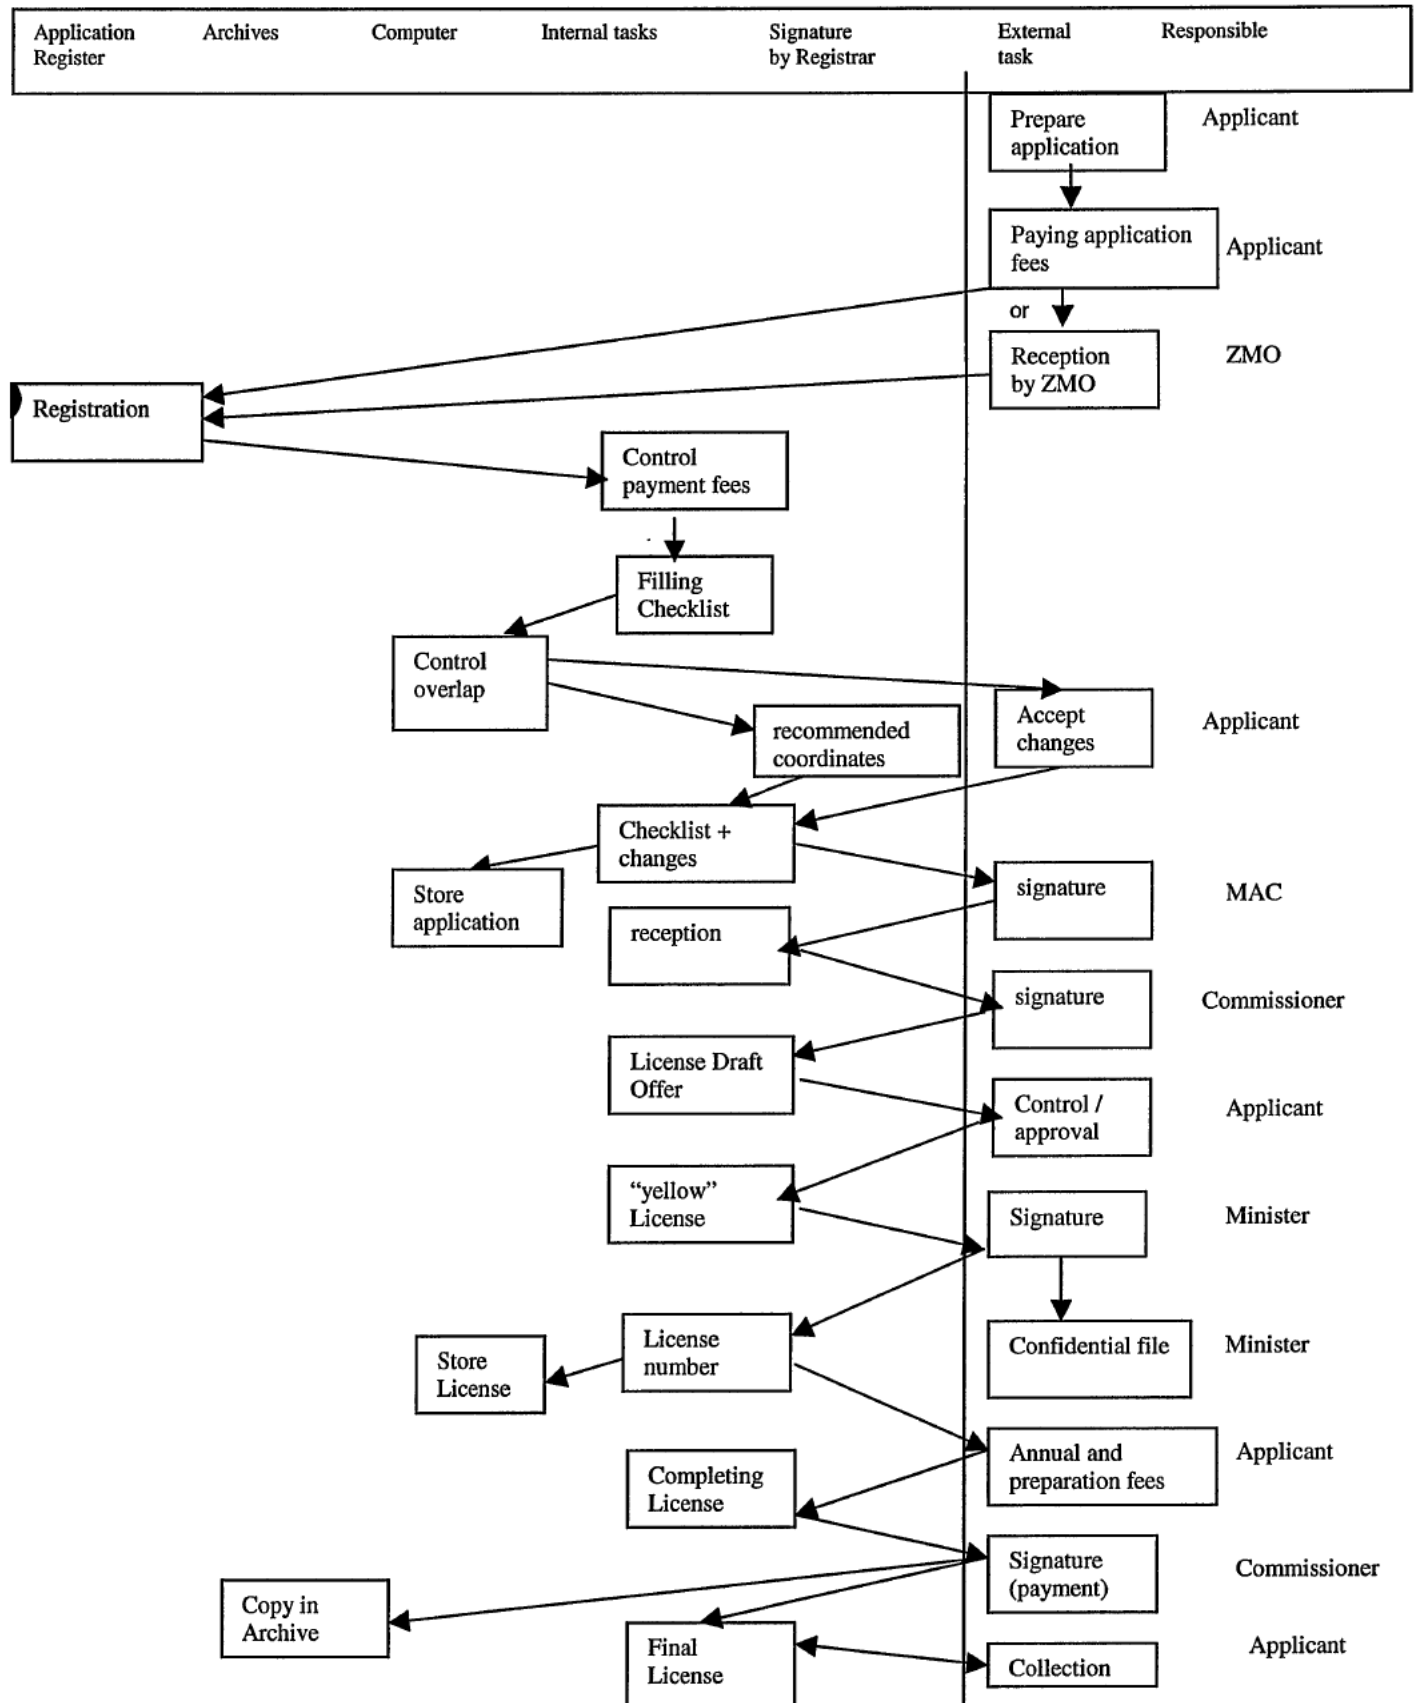 Application Register
Archives
Computer
Internal tasks
Signature by Registrar
External task
Responsible
Prepare
application
Applicant
Paying application
fees
Applicant
or
Reception
by ZMO
ZMO
Registration
Control
payment fees
Filling
Checklist
Control
overlap
recommended
coordinates
Accept
changes
Applicant
Checklist +
changes
Store
application
signature
MAC
reception
signature
Commissioner
License Draft
Offer
Control /
approval
Applicant
“yellow”
License
Signature
Minister
License
number
Store
License
Confidential file
Minister
Annual and
preparation fees
Applicant
Completing
License
Signature
(payment)
Commissioner
Copy in
Archive
Final
License
Collection
Applicant